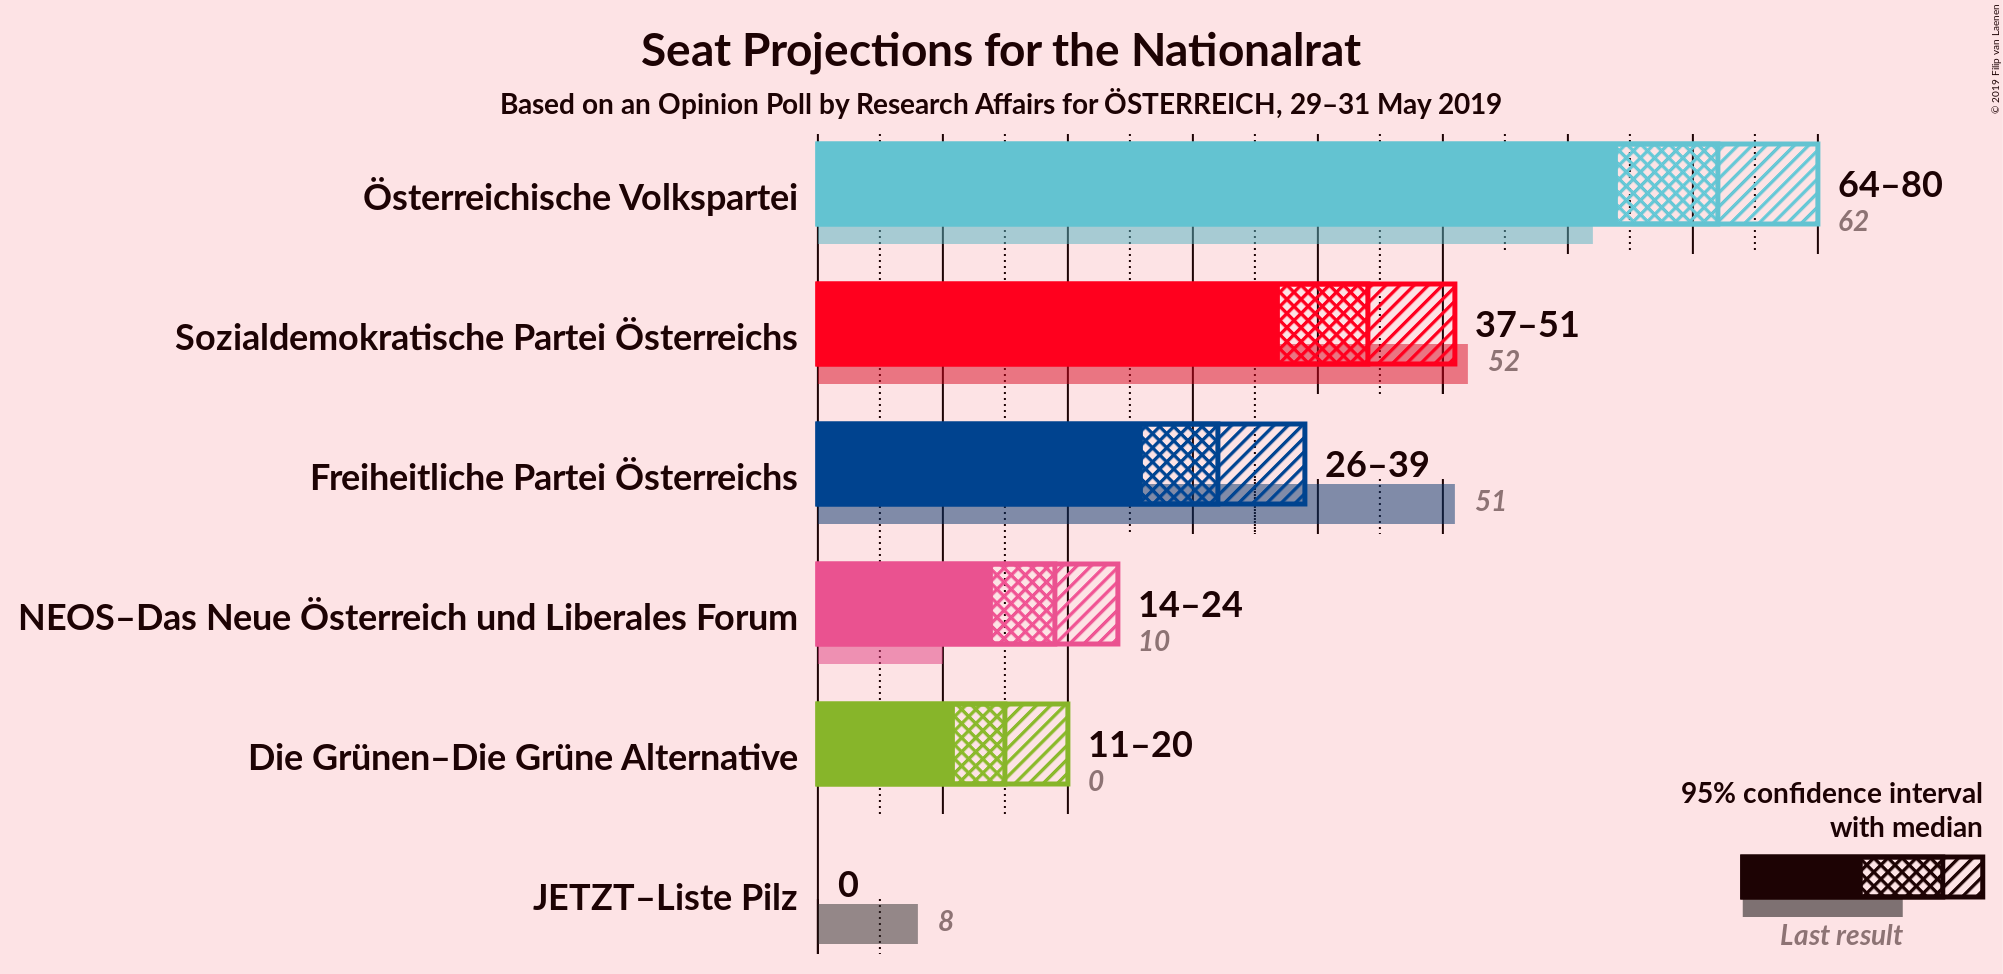 Seat Projections for the Nationalrat
Based on an Opinion Poll by Research Affairs for ÖSTERREICH, 29–31 May 2019
© 2019 Filip van Laenen
Österreichische Volkspartei
64–80
62
Sozialdemokratische Partei Österreichs
37–51
52
Freiheitliche Partei Österreichs
26–39
51
NEOS–Das Neue Österreich und Liberales Forum
14–24
10
Die Grünen–Die Grüne Alternative
11–20
0
JETZT–Liste Pilz
0
8
95% confidence interval
with median
Last result